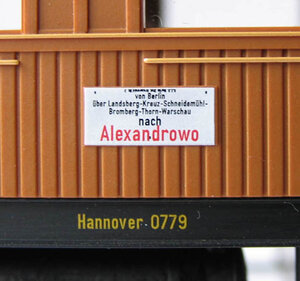 von Berlin
über Landsberg-Kreuz-Schneidemühl-
Bromberg-Thorn-Warschau
nach
Alexandrowo
Hannover 0779